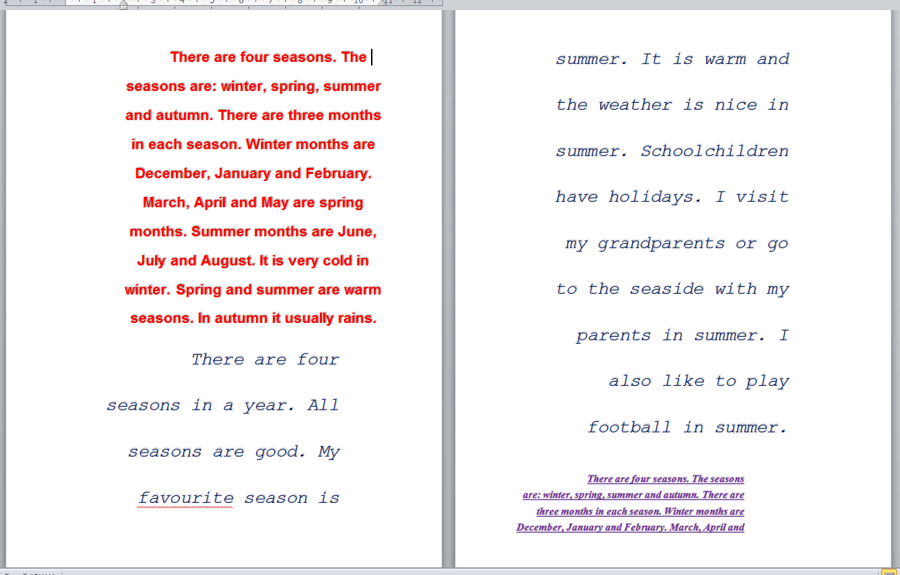 There are four seasons. The
seasons are: winter, spring, summer
and autumn. There are three months
in each season. Winter months are
December, January and February.
March, April and May are spring
months. Summer months are June,
July and August. It is very cold in
winter. Spring and summer are warm
seasons. In autumn it usually rains.
There are four
seasons in a year. All
seasons are good. My
favourite season is
summer. It is warm and
the weather is nice in
summer. Schoolchildren
have holidays. I visit
my grandparents or go
to the seaside with my
parents in summer. I
also like to play
football in summer.
There are four seasons. The seasons
are: winter, spring, summer and autumn. There are
three months in each season. Winter months are
December, January and February. March, April and